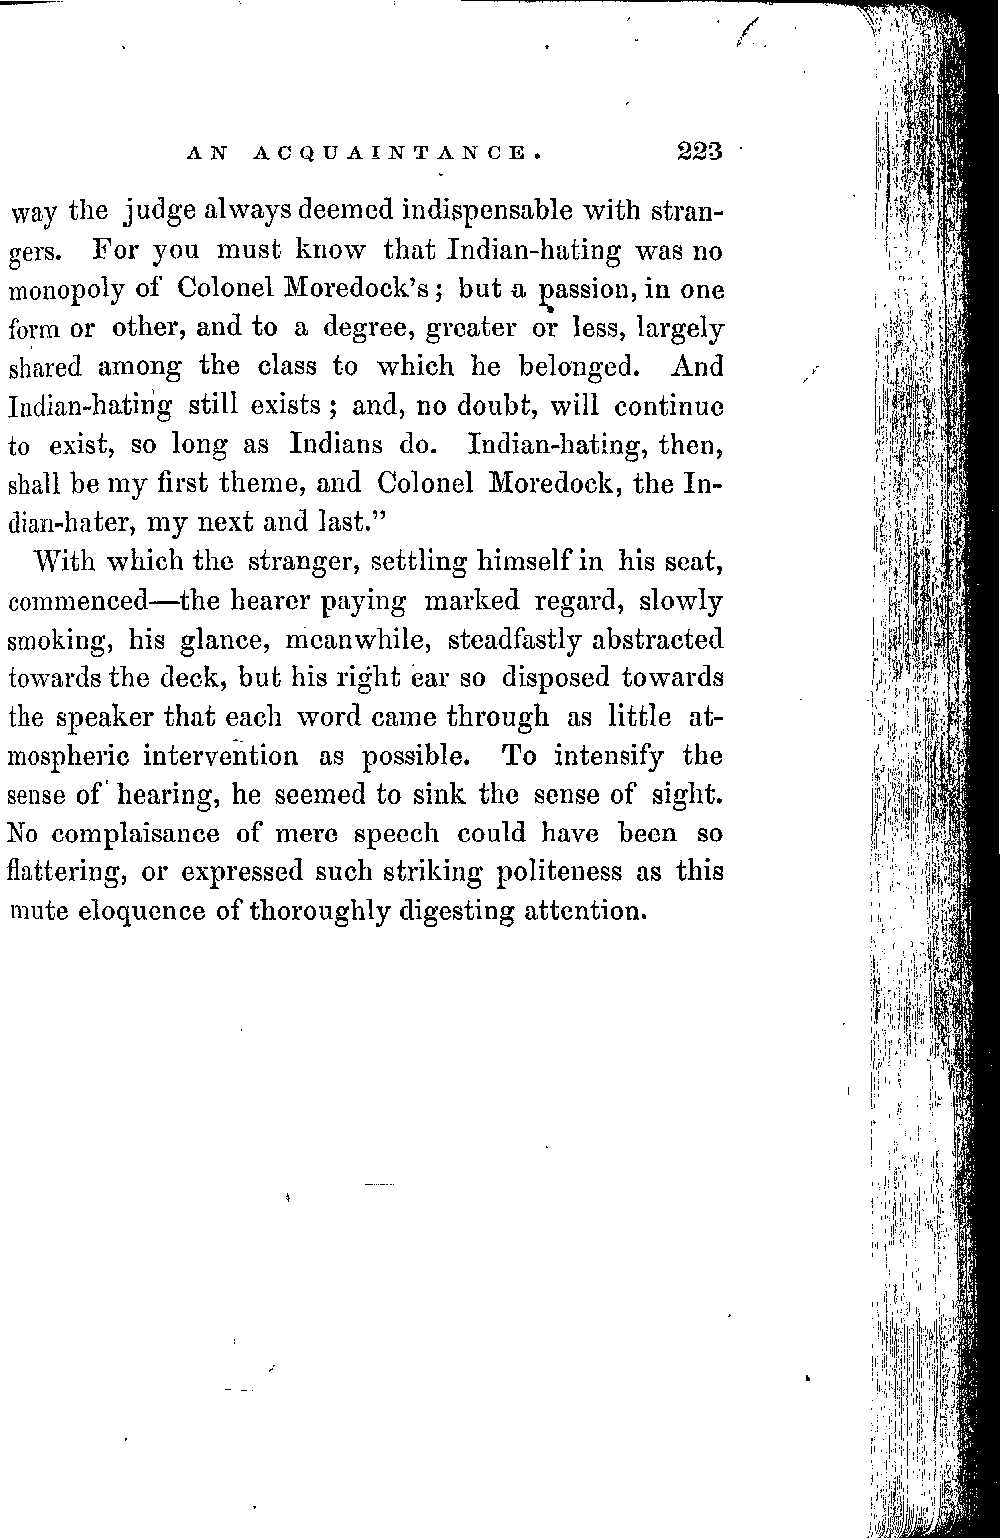 AN ACQUAINTANCE. 223
way the judge always deemed indispensable with stran-
gers. For you must know that Indian-hating was no
monopoly of Colonel Moredock's; but a passion, in one
form or other, and to a degree, greater or less, largely
shared among the class to which he belonged. And
Indian-hating still exists; and, no doubt, will continue
to exist, so long as Indians do. Indian-hating, then,
shall be my first theme, and Colonel Moredock, the In-
dian-hater, my next and last.”
With which the stranger, settling himself in his seat,
commenced—the hearer paying marked regard, slowly
smoking, his glance, meanwhile, steadfastly abstracted
towards the deck, but his right ear so disposed towards
the speaker that each word came through as little at-
mospheric intervention as possible. To intensify the
sense of hearing, he seemed to sink the sense of sight.
No complaisance of mere speech could have been so
flattering, or expressed such striking politeness as this
mute eloquence of thoroughly digesting attention.